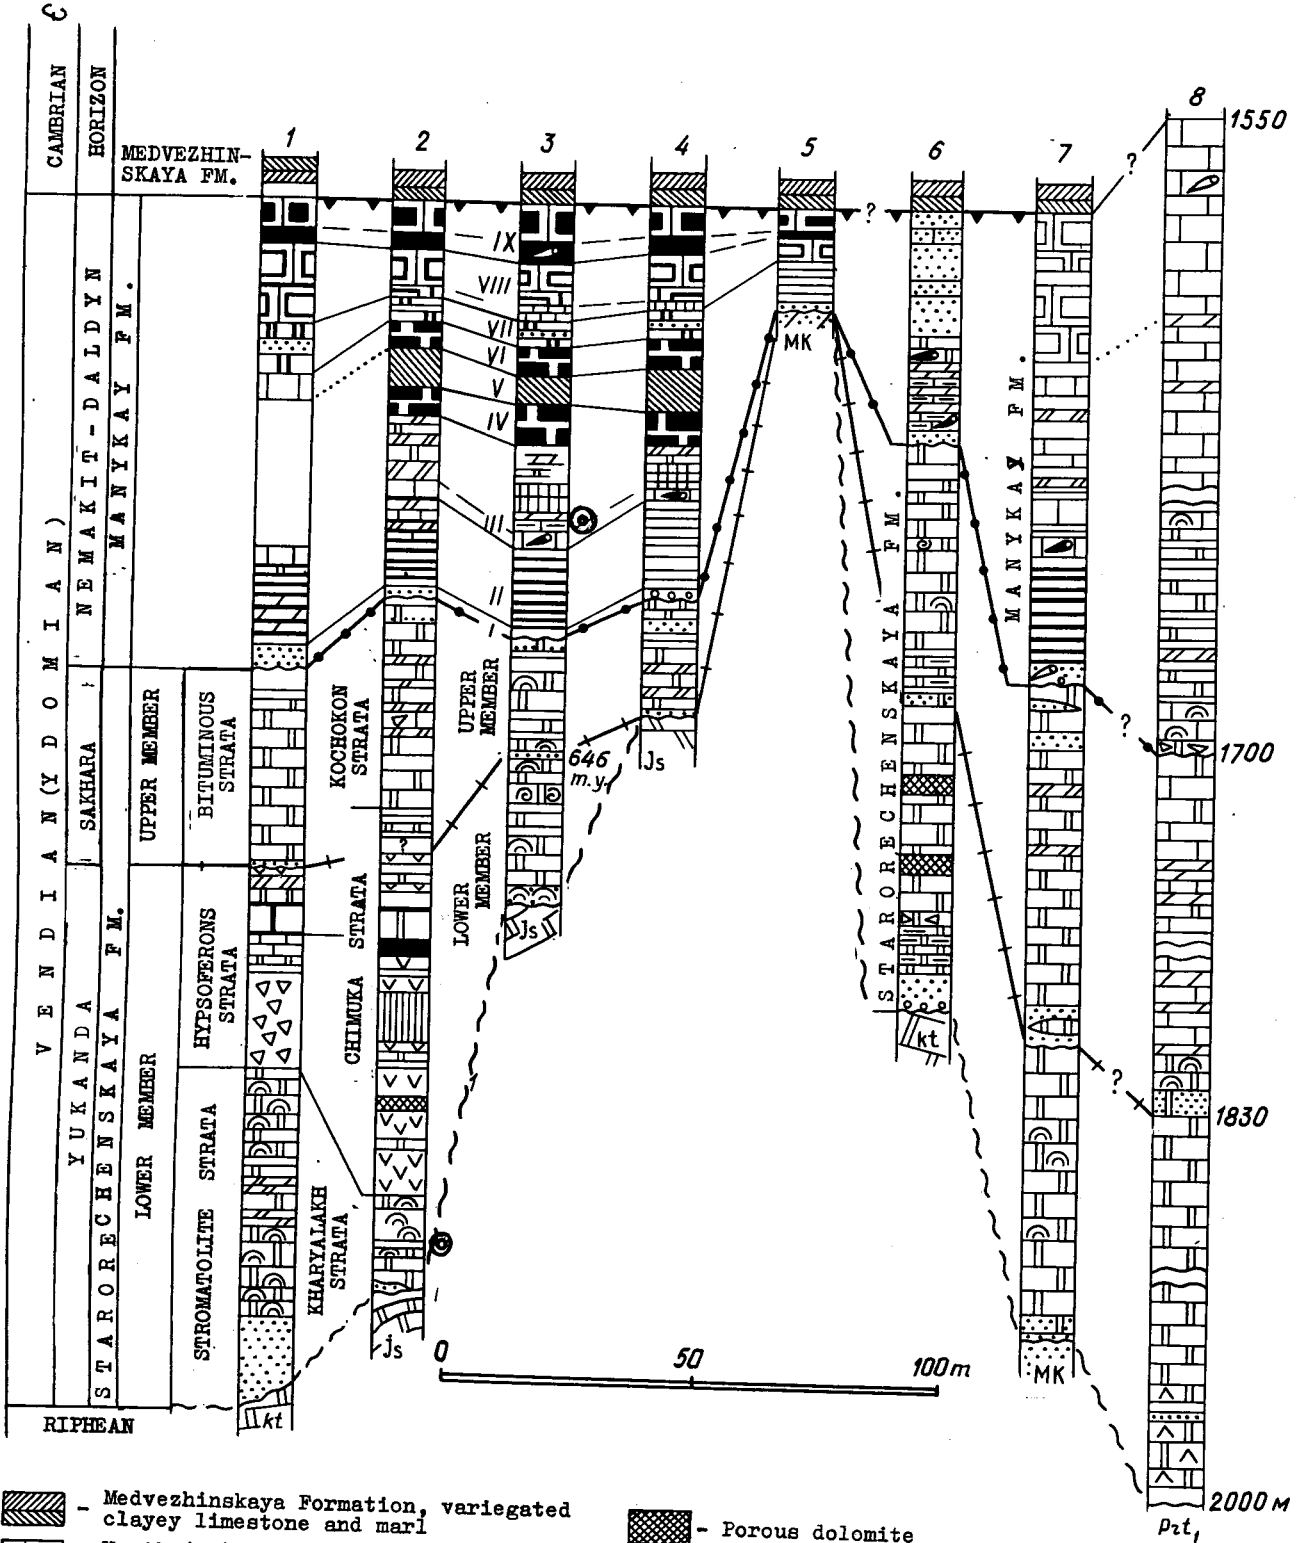 ε
CAMBRIAN
HORIZON
MEDVEZHIN-
SKAYA FM.
1
2
3
4
5
6
7
8
1550
?
?
VENDIAN (YDOMIAN)
NEMAKIT-DALDYN
MANYKAY FM.
IX
VIII
VII
VI
V
IV
III
II
I
MK
MANYKAY FM.
SAKHARA
UPPER MEMBER
BITUMINOUS
STRATA
KOCHOKON
STRATA
UPPER
MEMBER
646
m.y.
Js
?
1700
STARORECHENSKAYA FM.
?
YUKANDA
STARORECHENSKAYA FM.
LOWER MEMBER
HYPSOFERONS
STRATA
CHIMUKA STRATA
LOWER
MEMBER
Js
kt
?
1830
STROMATOLITE STRATA
KHARYALAKH
STRATA
js
0
50
100 m
MK
RIPHEAN
kt
2000 м
Pzt₁
- Medvezhinskaya Formation, variegated
clayey limestone and marl
- Porous dolomite